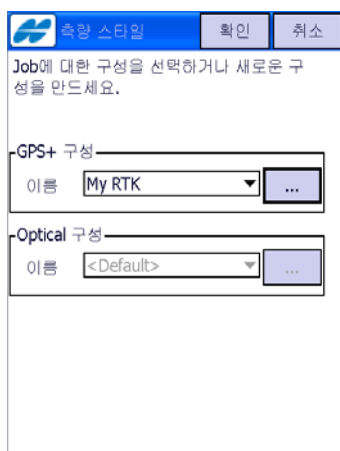 측량 스타일 확인 취소
Job에 대한 구성을 선택하거나 새로운 구
성을 만드세요.
GPS+ 구성
이름 My RTK ...
Optical 구성
이름 <Default> ...